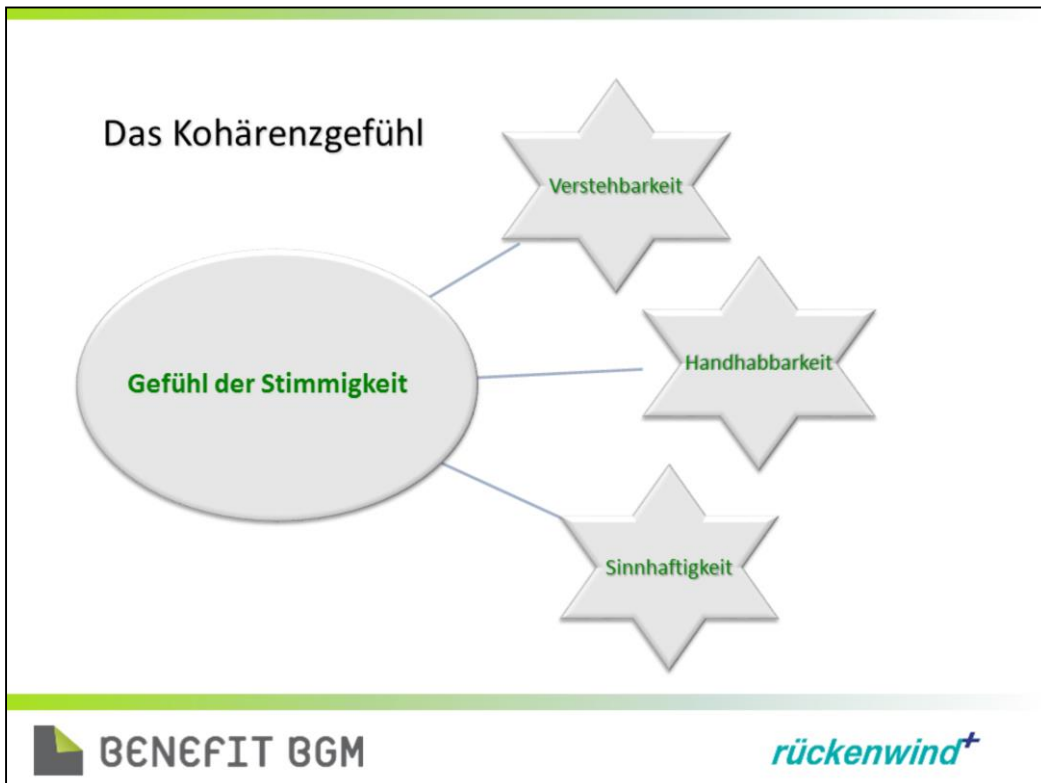 Das Kohärenzgefühl
Verstehbarkeit
Handhabbarkeit
Gefühl der Stimmigkeit
Sinnhaftigkeit
BENEFIT BGM
rückenwind+